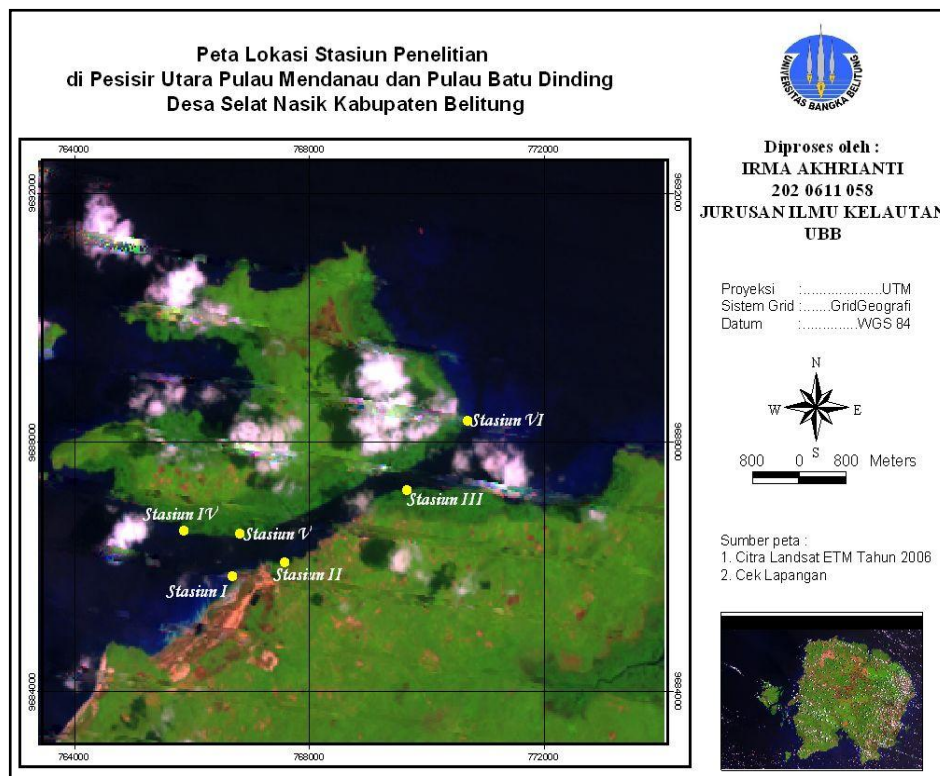 Peta Lokasi Stasiun Penelitian
di Pesisir Utara Pulau Mendanau dan Pulau Batu Dinding
Desa Selat Nasik Kabupaten Belitung
764000 768000 772000
9692000 9692000
9688000 9688000
9684000 9684000
Stasiun VI
Stasiun III
Stasiun IV
Stasiun V
Stasiun II
Stasiun I
764000 768000 772000
UNIVERSITAS BANGKA BELITUNG
Diproses oleh :
IRMA AKHRIANTI
202 0611 058
JURUSAN ILMU KELAUTAN
UBB
Proyeksi :...................UTM
Sistem Grid :.......GridGeografi
Datum :..............WGS 84
N
W E
S
800 0 800 Meters
Sumber peta :
1. Citra Landsat ETM Tahun 2006
2. Cek Lapangan